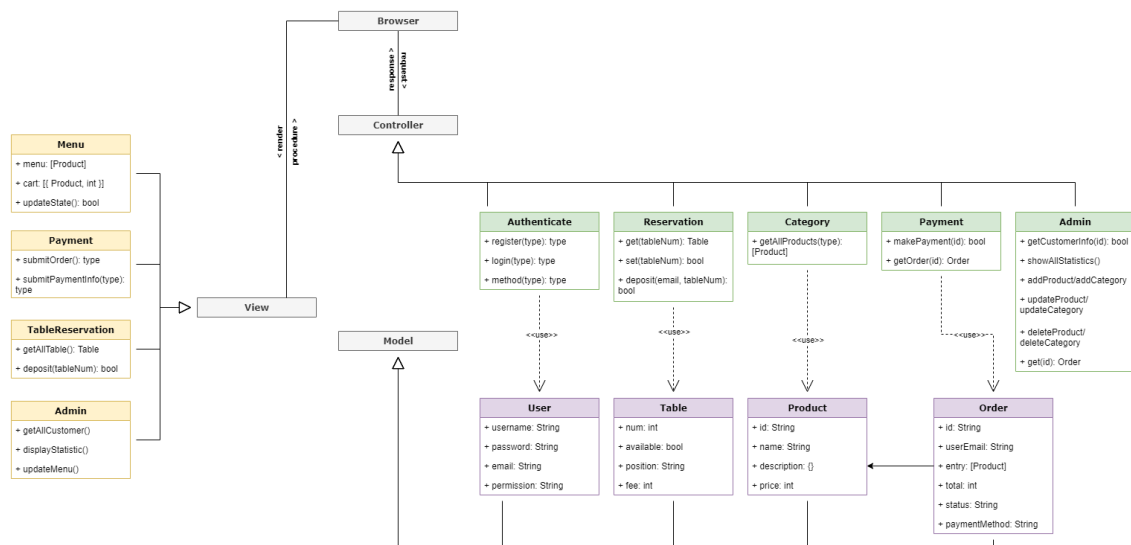 Browser
< response
request >
Controller
< render
procedure >
Menu
+ menu: [Product]
+ cart: [{ Product, int }]
+ updateState(): bool
Payment
+ submitOrder(): type
+ submitPaymentInfo(type):
type
View
TableReservation
+ getAllTable(): Table
+ deposit(tableNum): bool
Admin
+ getAllCustomer()
+ displayStatistic()
+ updateMenu()
Authenticate
+ register(type): type
+ login(type): type
+ method(type): type
Reservation
+ get(tableNum): Table
+ set(tableNum): bool
+ deposit(email, tableNum):
bool
Category
+ getAllProducts(type):
[Product]
Payment
+ makePayment(id): bool
+ getOrder(id): Order
Admin
+ getCustomerInfo(id): bool
+ showAllStatistics()
+ addProduct/addCategory
+ updateProduct/
updateCategory
+ deleteProduct/
deleteCategory
+ get(id): Order
Model
<<use>>
<<use>>
<<use>>
<<use>>
User
+ username: String
+ password: String
+ email: String
+ permission: String
Table
+ num: int
+ available: bool
+ position: String
+ fee: int
Product
+ id: String
+ name: String
+ description: {}
+ price: int
Order
+ id: String
+ userEmail: String
+ entry: [Product]
+ total: int
+ status: String
+ paymentMethod: String